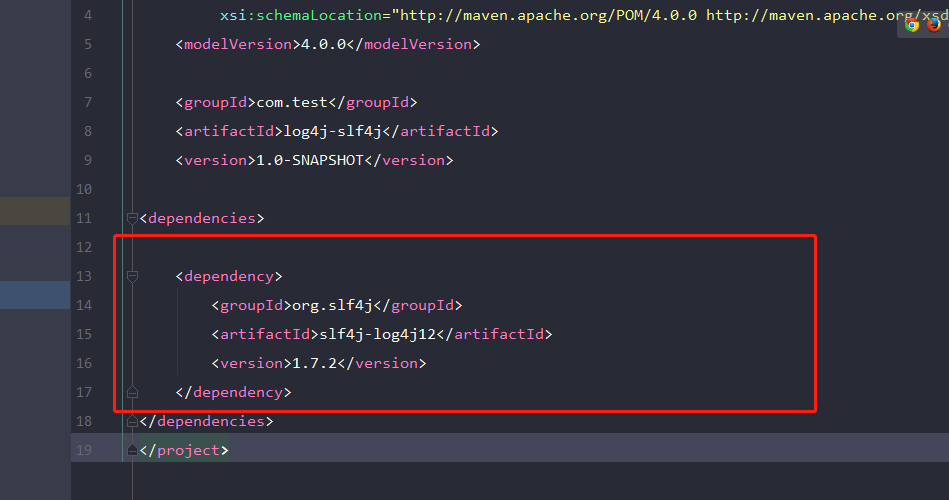 4 xsi:schemaLocation="http://maven.apache.org/POM/4.0.0 http://maven.apache.org/xsd
5 <modelVersion>4.0.0</modelVersion>
6
7 <groupId>com.test</groupId>
8 <artifactId>log4j-slf4j</artifactId>
9 <version>1.0-SNAPSHOT</version>
10
11 <dependencies>
12
13 <dependency>
14 <groupId>org.slf4j</groupId>
15 <artifactId>slf4j-log4j12</artifactId>
16 <version>1.7.2</version>
17 </dependency>
18 </dependencies>
19 </project>